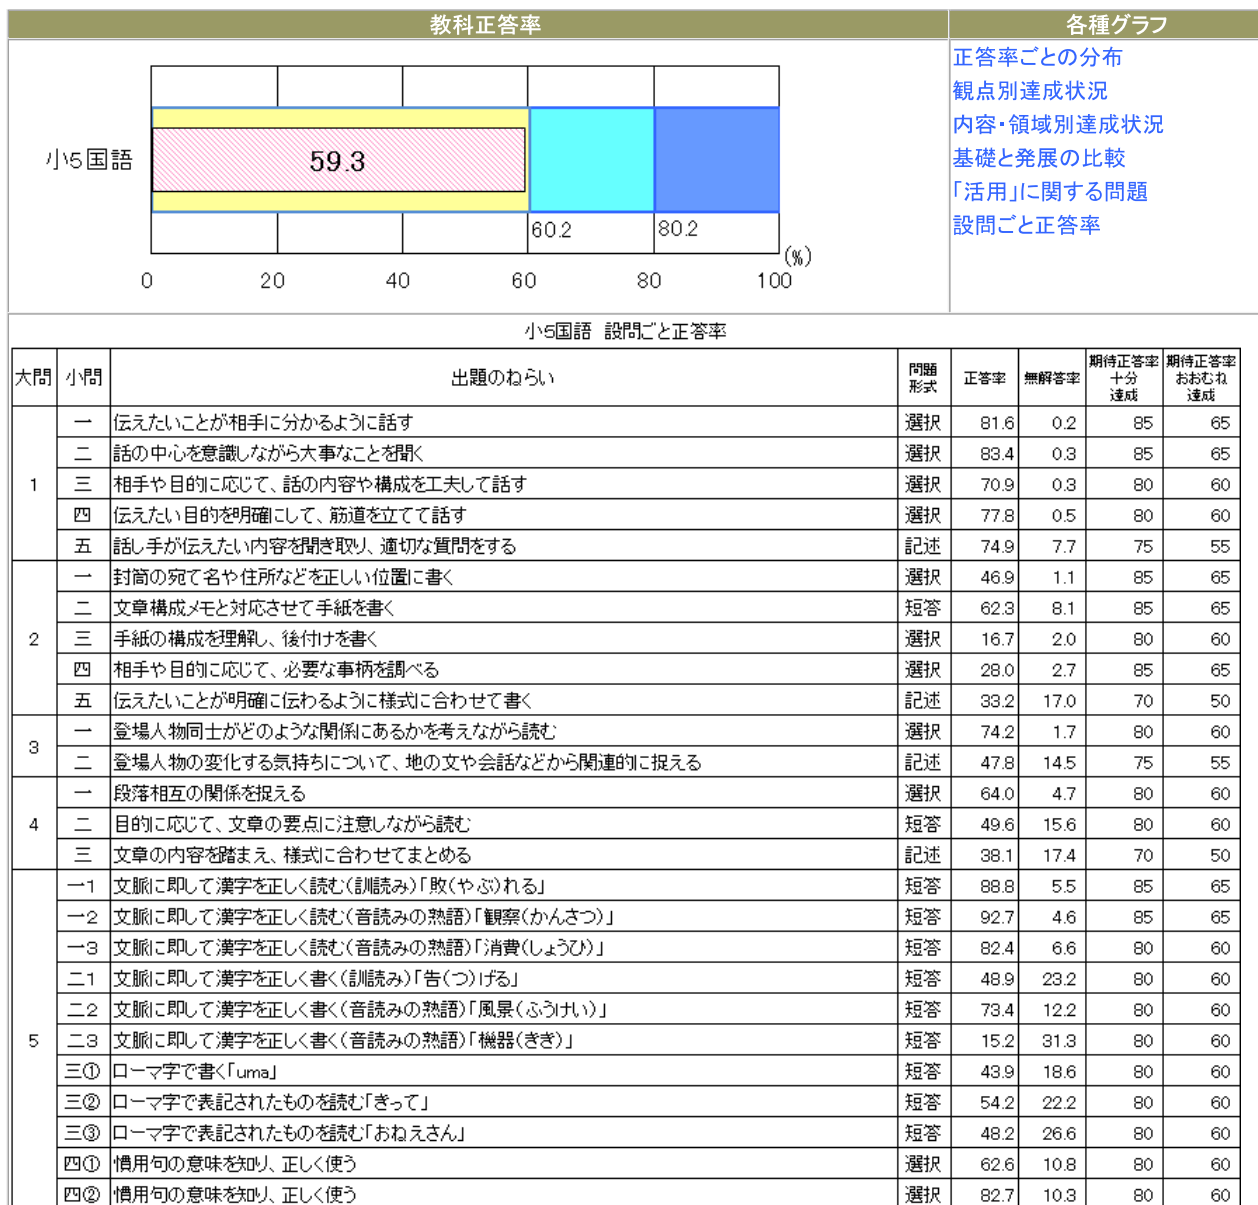 教科正答率 各種グラフ
正答率ごとの分布
観点別達成状況
内容・領域別達成状況
基礎と発展の比較
「活用」に関する問題
設問ごと正答率
小5国語 59.3
60.2 80.2
(%)
0 20 40 60 80 100
小5国語 設問ごと正答率
大問 小問 出題のねらい 問題形式 正答率 無解答率 期待正答率十分達成 期待正答率おおむね達成
1 一 伝えたいことが相手に分かるように話す 選択 81.6 0.2 85 65
二 話の中心を意識しながら大事なことを聞く 選択 83.4 0.3 85 65
三 相手や目的に応じて、話の内容や構成を工夫して話す 選択 70.9 0.3 80 60
四 伝えたい目的を明確にして、筋道を立てて話す 選択 77.8 0.5 80 60
五 話し手が伝えたい内容を聞き取り、適切な質問をする 記述 74.9 7.7 75 55
2 一 封筒の宛て名や住所などを正しい位置に書く 選択 46.9 1.1 85 65
二 文章構成メモと対応させて手紙を書く 短答 62.3 8.1 85 65
三 手紙の構成を理解し、後付けを書く 選択 16.7 2.0 80 60
四 相手や目的に応じて、必要な事柄を調べる 選択 28.0 2.7 85 65
五 伝えたいことが明確に伝わるように様式に合わせて書く 記述 33.2 17.0 70 50
3 一 登場人物同士がどのような関係にあるかを考えながら読む 選択 74.2 1.7 80 60
二 登場人物の変化する気持ちについて、地の文や会話などから関連的に捉える 記述 47.8 14.5 75 55
4 一 段落相互の関係を捉える 選択 64.0 4.7 80 60
二 目的に応じて、文章の要点に注意しながら読む 短答 49.6 15.6 80 60
三 文章の内容を踏まえ、様式に合わせてまとめる 記述 38.1 17.4 70 50
5 一1 文脈に即して漢字を正しく読む(訓読み)「敗(やぶ)れる」 短答 88.8 5.5 85 65
一2 文脈に即して漢字を正しく読む(音読みの熟語)「観察(かんさつ)」 短答 92.7 4.6 85 65
一3 文脈に即して漢字を正しく読む(音読みの熟語)「消費(しょうひ)」 短答 82.4 6.6 80 60
二1 文脈に即して漢字を正しく書く(訓読み)「告(つ)げる」 短答 48.9 23.2 80 60
二2 文脈に即して漢字を正しく書く(音読みの熟語)「風景(ふうけい)」 短答 73.4 12.2 80 60
二3 文脈に即して漢字を正しく書く(音読みの熟語)「機器(きき)」 短答 15.2 31.3 80 60
三① ローマ字で書く「uma」 短答 43.9 18.6 80 60
三② ローマ字で表記されたものを読む「きって」 短答 54.2 22.2 80 60
三③ ローマ字で表記されたものを読む「おねえさん」 短答 48.2 26.6 80 60
四① 慣用句の意味を知り、正しく使う 選択 62.6 10.8 80 60
四② 慣用句の意味を知り、正しく使う 選択 82.7 10.3 80 60